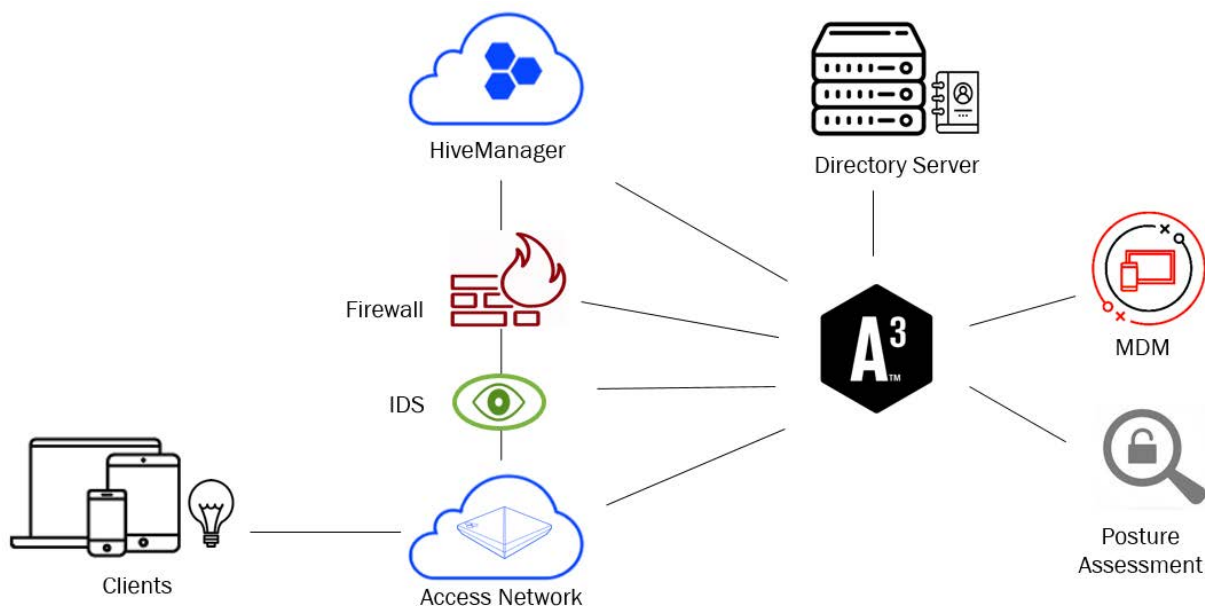 HiveManager
Directory Server
Firewall
A³
TM
MDM
IDS
Posture
Assessment
Clients
Access Network